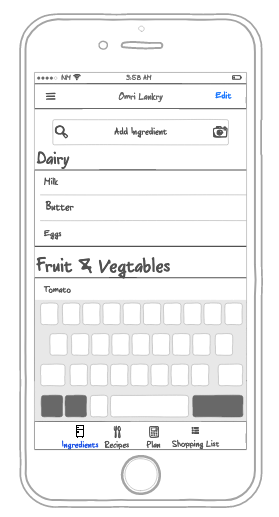 NM 3:58 AM
Omri Lankry Edit
Add Ingredient
Dairy
Milk
Butter
Eggs
Fruit & Vegtables
Tomato
Ingredients Recipes Plan Shopping List